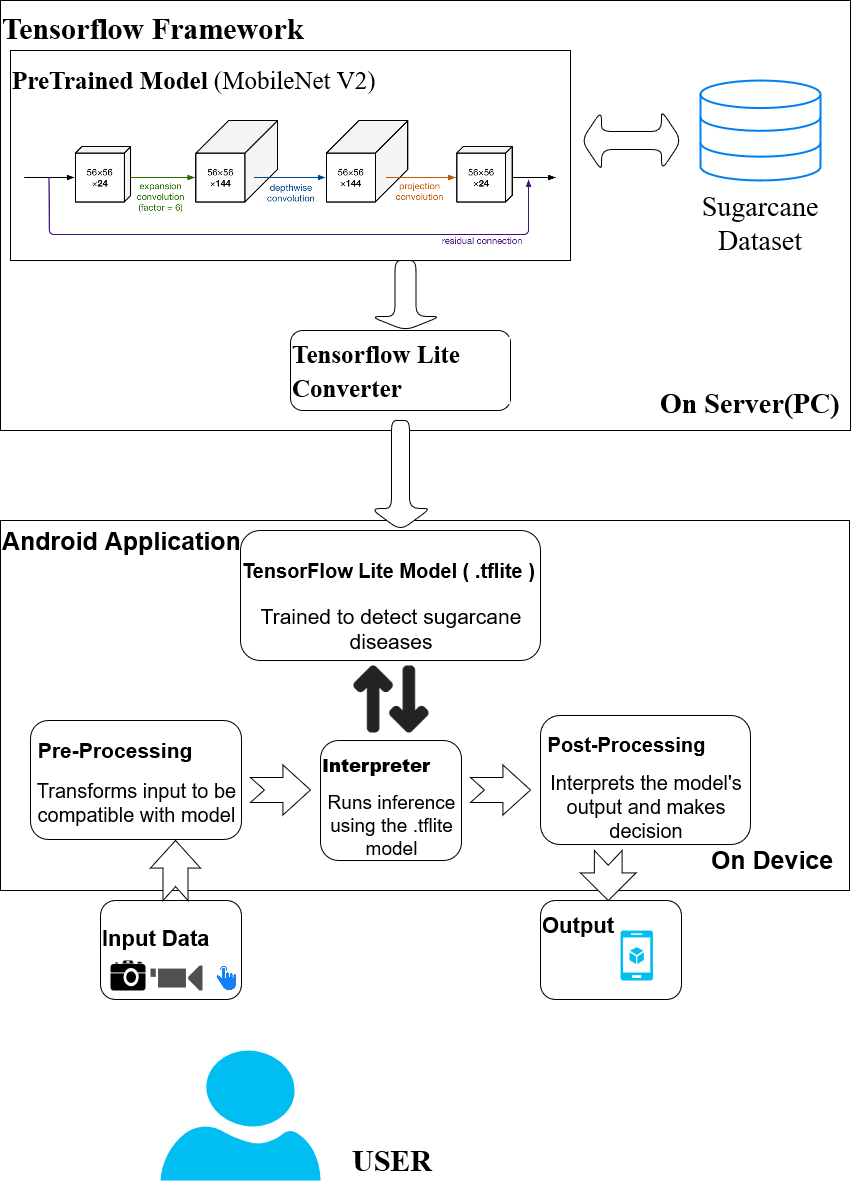 Tensorflow Framework
PreTrained Model (MobileNet V2)
56×56
×24
expansion
convolution
(factor = 6)
56×56
×144
depthwise
convolution
56×56
×144
projection
convolution
56×56
×24
residual connection
Sugarcane
Dataset
Tensorflow Lite
Converter
On Server(PC)
Android Application
TensorFlow Lite Model ( .tflite )
Trained to detect sugarcane
diseases
Pre-Processing
Transforms input to be
compatible with model
Interpreter
Runs inference
using the .tflite
model
Post-Processing
Interprets the model's
output and makes
decision
On Device
Input Data
Output
USER